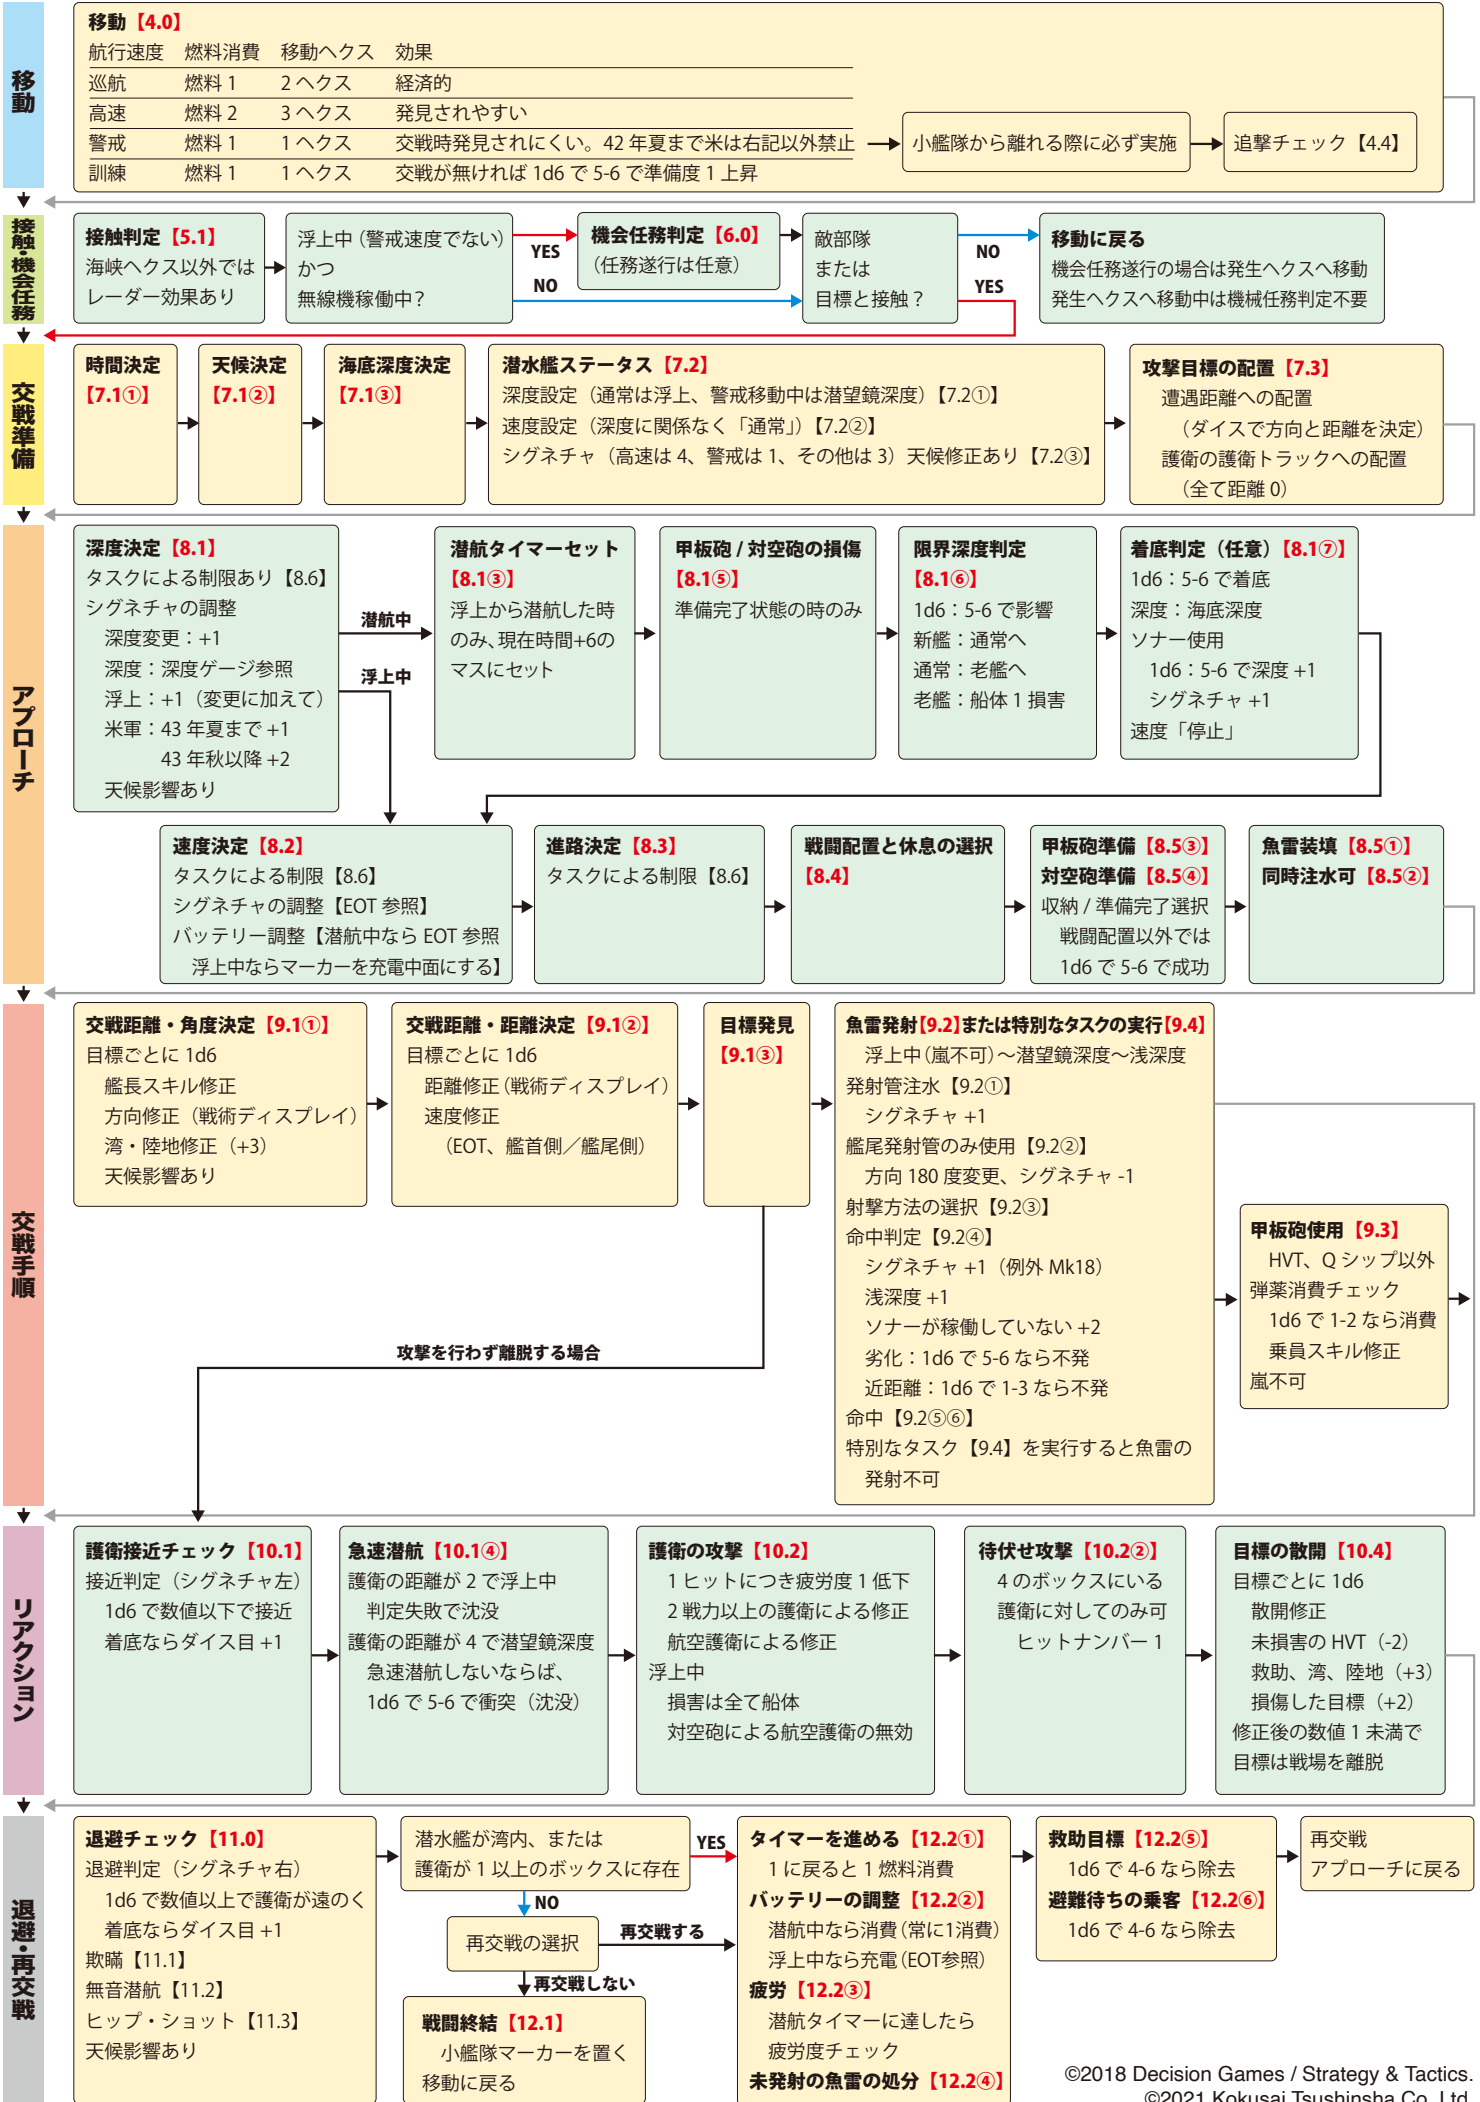 移動
移動【4.0】
航行速度 燃料消費 移動ヘクス 効果
巡航 燃料 1 2 ヘクス 経済的
高速 燃料 2 3 ヘクス 発見されやすい
警戒 燃料 1 1 ヘクス 交戦時発見されにくい。42 年夏まで米は右記以外禁止
訓練 燃料 1 1 ヘクス 交戦が無ければ 1d6 で 5-6 で準備度 1 上昇
小艦隊から離れる際に必ず実施
追撃チェック【4.4】
接触・機会任務
接触判定【5.1】
海峡ヘクス以外では
レーダー効果あり
浮上中（警戒速度でない）
かつ
無線機稼働中？
YES
NO
機会任務判定【6.0】
（任務遂行は任意）
敵部隊
または
目標と接触？
NO
YES
移動に戻る
機会任務遂行の場合は発生ヘクスへ移動
発生ヘクスへ移動中は機械任務判定不要
交戦準備
時間決定
【7.1①】
天候決定
【7.1②】
海底深度決定
【7.1③】
潜水艦ステータス【7.2】
深度設定（通常は浮上、警戒移動中は潜望鏡深度）【7.2①】
速度設定（深度に関係なく「通常」）【7.2②】
シグネチャ（高速は 4、警戒は 1、その他は 3）天候修正あり【7.2③】
攻撃目標の配置【7.3】
遭遇距離への配置
（ダイスで方向と距離を決定）
護衛の護衛トラックへの配置
（全て距離 0）
アプローチ
深度決定【8.1】
タスクによる制限あり【8.6】
シグネチャの調整
深度変更：+1
深度：深度ゲージ参照
浮上：+1（変更に加えて）
米軍：43 年夏まで +1
43 年秋以降 +2
天候影響あり
潜航中
浮上中
潜航タイマーセット
【8.1③】
浮上から潜航した時
のみ、現在時間+6の
マスにセット
甲板砲 / 対空砲の損傷
【8.1⑤】
準備完了状態の時のみ
限界深度判定
【8.1⑥】
1d6：5-6 で影響
新艦：通常へ
通常：老艦へ
老艦：船体 1 損害
着底判定（任意）【8.1⑦】
1d6：5-6 で着底
深度：海底深度
ソナー使用
1d6：5-6 で深度 +1
シグネチャ +1
速度「停止」
速度決定【8.2】
タスクによる制限【8.6】
シグネチャの調整【EOT 参照】
バッテリー調整【潜航中なら EOT 参照
浮上中ならマーカーを充電中面にする】
進路決定【8.3】
タスクによる制限【8.6】
戦闘配置と休息の選択
【8.4】
甲板砲準備【8.5③】
対空砲準備【8.5④】
収納 / 準備完了選択
戦闘配置以外では
1d6 で 5-6 で成功
魚雷装填【8.5①】
同時注水可【8.5②】
交戦手順
交戦距離・角度決定【9.1①】
目標ごとに 1d6
艦長スキル修正
方向修正（戦術ディスプレイ）
湾・陸地修正（+3）
天候影響あり
交戦距離・距離決定【9.1②】
目標ごとに 1d6
距離修正（戦術ディスプレイ）
速度修正
（EOT、艦首側／艦尾側）
目標発見
【9.1③】
魚雷発射【9.2】または特別なタスクの実行【9.4】
浮上中（嵐不可）～潜望鏡深度～浅深度
発射管注水【9.2①】
シグネチャ +1
艦尾発射管のみ使用【9.2②】
方向 180 度変更、シグネチャ -1
射撃方法の選択【9.2③】
命中判定【9.2④】
シグネチャ +1（例外 Mk18）
浅深度 +1
ソナーが稼働していない +2
劣化：1d6 で 5-6 なら不発
近距離：1d6 で 1-3 なら不発
命中【9.2⑤⑥】
特別なタスク【9.4】を実行すると魚雷の
発射不可
甲板砲使用【9.3】
HVT、Q シップ以外
弾薬消費チェック
1d6 で 1-2 なら消費
乗員スキル修正
嵐不可
攻撃を行わず離脱する場合
リアクション
護衛接近チェック【10.1】
接近判定（シグネチャ左）
1d6 で数値以下で接近
着底ならダイス目 +1
急速潜航【10.1④】
護衛の距離が 2 で浮上中
判定失敗で沈没
護衛の距離が 4 で潜望鏡深度
急速潜航しないならば、
1d6 で 5-6 で衝突（沈没）
護衛の攻撃【10.2】
1 ヒットにつき疲労度 1 低下
2 戦力以上の護衛による修正
航空護衛による修正
浮上中
損害は全て船体
対空砲による航空護衛の無効
待伏せ攻撃【10.2②】
4 のボックスにいる
護衛に対してのみ可
ヒットナンバー 1
目標の散開【10.4】
目標ごとに 1d6
散開修正
未損害の HVT（-2）
救助、湾、陸地（+3）
損傷した目標（+2）
修正後の数値 1 未満で
目標は戦場を離脱
退避・再交戦
退避チェック【11.0】
退避判定（シグネチャ右）
1d6 で数値以上で護衛が遠のく
着底ならダイス目 +1
欺瞞【11.1】
無音潜航【11.2】
ヒップ・ショット【11.3】
天候影響あり
潜水艦が湾内、または
護衛が 1 以上のボックスに存在
YES
NO
再交戦の選択
再交戦する
再交戦しない
戦闘終結【12.1】
小艦隊マーカーを置く
移動に戻る
タイマーを進める【12.2①】
1 に戻ると 1 燃料消費
バッテリーの調整【12.2②】
潜航中なら消費（常に1消費）
浮上中なら充電（EOT参照）
疲労【12.2③】
潜航タイマーに達したら
疲労度チェック
未発射の魚雷の処分【12.2④】
救助目標【12.2⑤】
1d6 で 4-6 なら除去
避難待ちの乗客【12.2⑥】
1d6 で 4-6 なら除去
再交戦
アプローチに戻る
©2018 Decision Games / Strategy & Tactics.
©2021 Kokusai Tsushinsha Co.,Ltd.